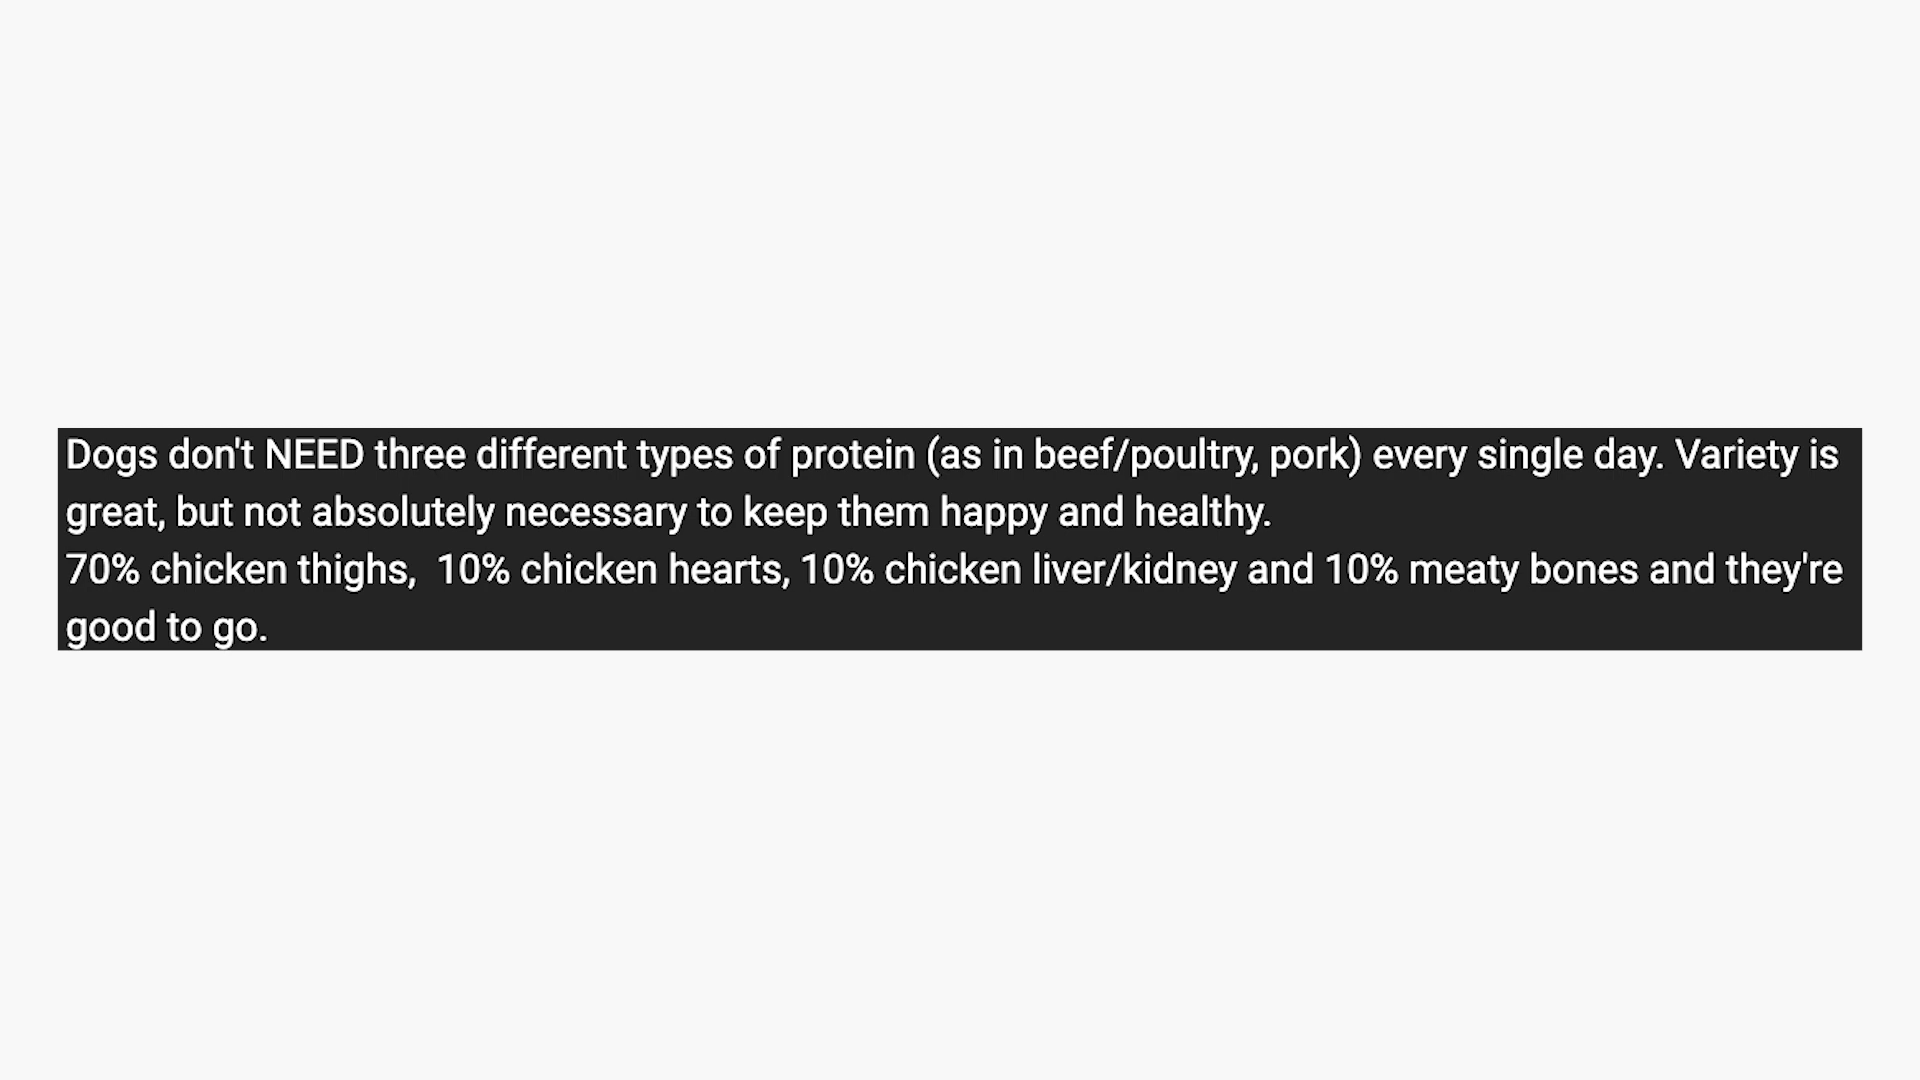 Dogs don't NEED three different types of protein (as in beef/poultry, pork) every single day. Variety is
great, but not absolutely necessary to keep them happy and healthy.
70% chicken thighs,  10% chicken hearts, 10% chicken liver/kidney and 10% meaty bones and they're
good to go.